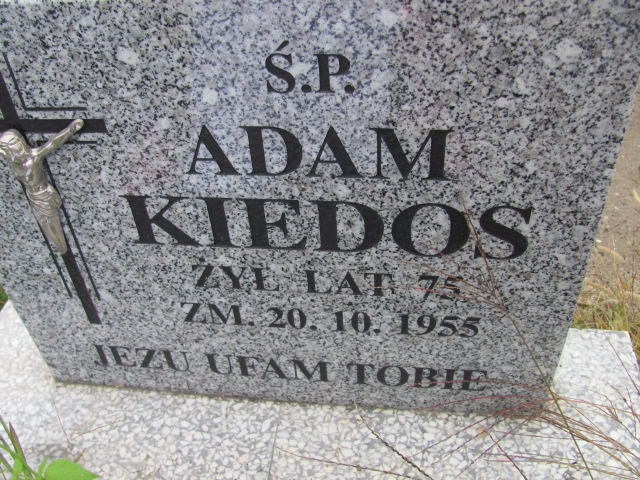 Ś.P.
ADAM
KIEDOS
ŻYŁ LAT 75
ZM. 20. 10. 1955
JEZU UFAM TOBIE